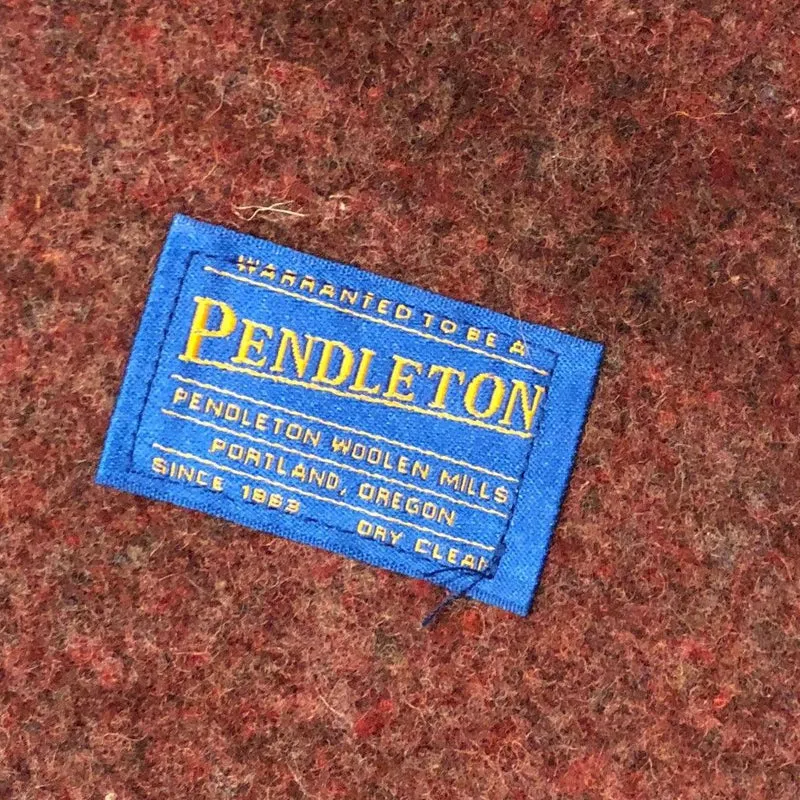 WARRANTED TO BE A
PENDLETON
PENDLETON WOOLEN MILLS
PORTLAND, OREGON
SINCE 1863 DRY CLEAN